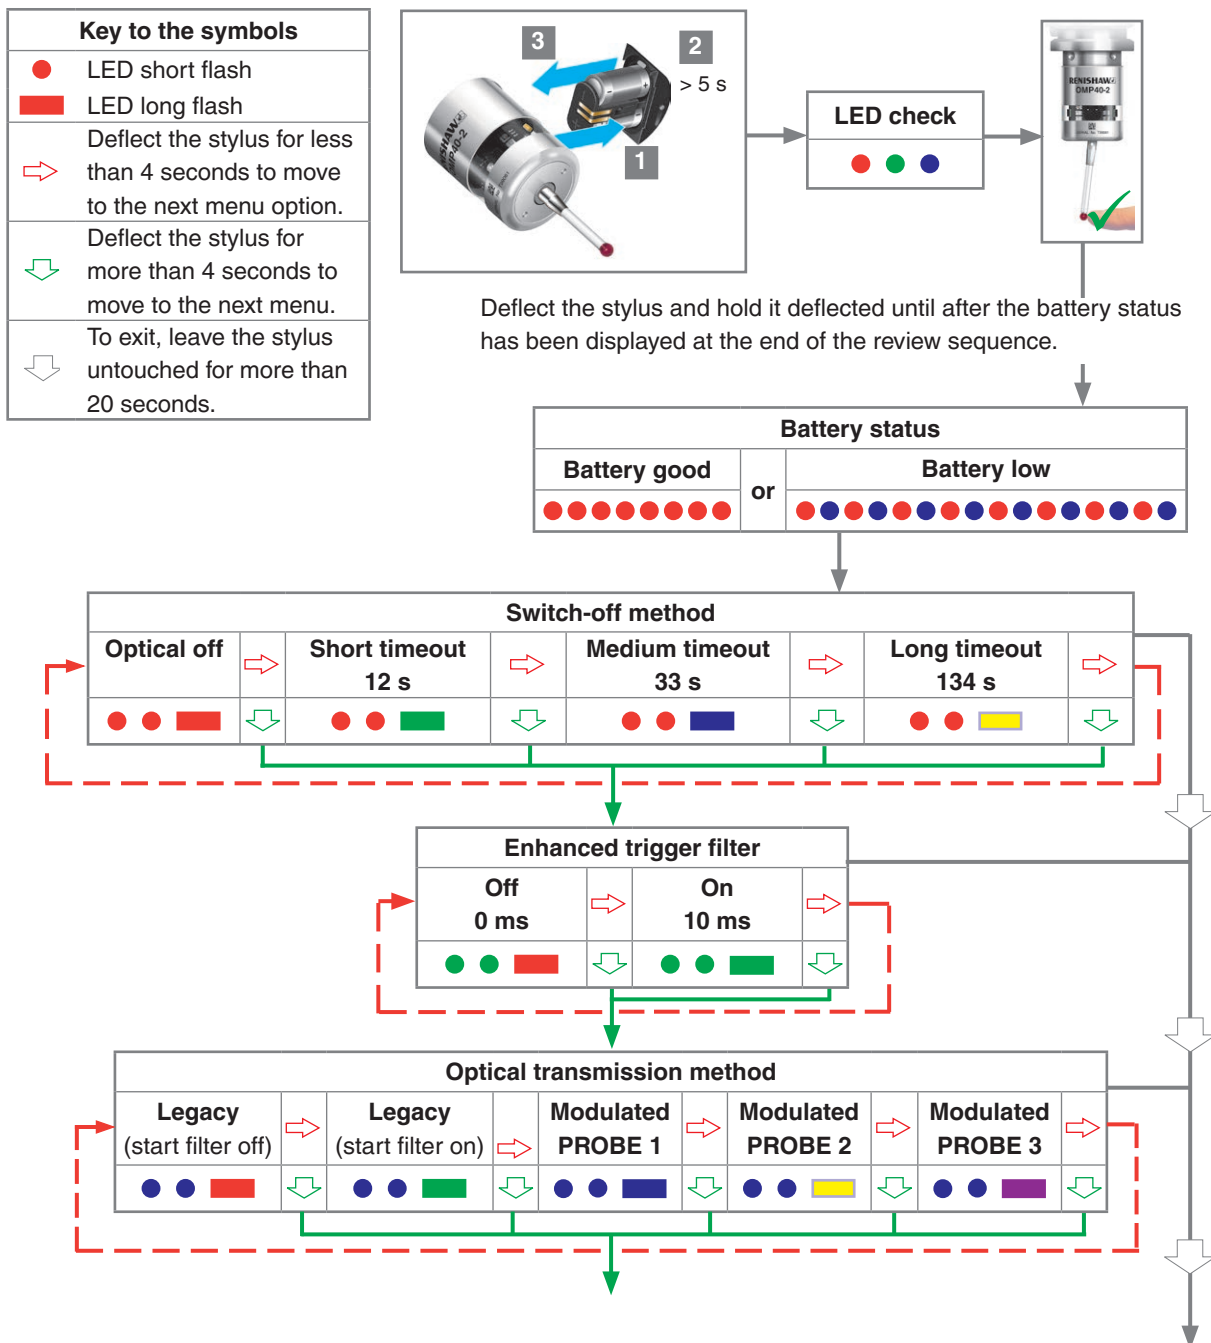 Key to the symbols
LED short flash
LED long flash
Deflect the stylus for less
than 4 seconds to move
to the next menu option.
Deflect the stylus for
more than 4 seconds to
move to the next menu.
To exit, leave the stylus
untouched for more than
20 seconds.
3
2
> 5 s
1
RENISHAW
OMP40-2
LED check
RENISHAW
OMP40-2
Deflect the stylus and hold it deflected until after the battery status
has been displayed at the end of the review sequence.
Battery status
Battery good
or
Battery low
Switch-off method
Optical off
Short timeout
12 s
Medium timeout
33 s
Long timeout
134 s
Enhanced trigger filter
Off
0 ms
On
10 ms
Optical transmission method
Legacy
(start filter off)
Legacy
(start filter on)
Modulated
PROBE 1
Modulated
PROBE 2
Modulated
PROBE 3